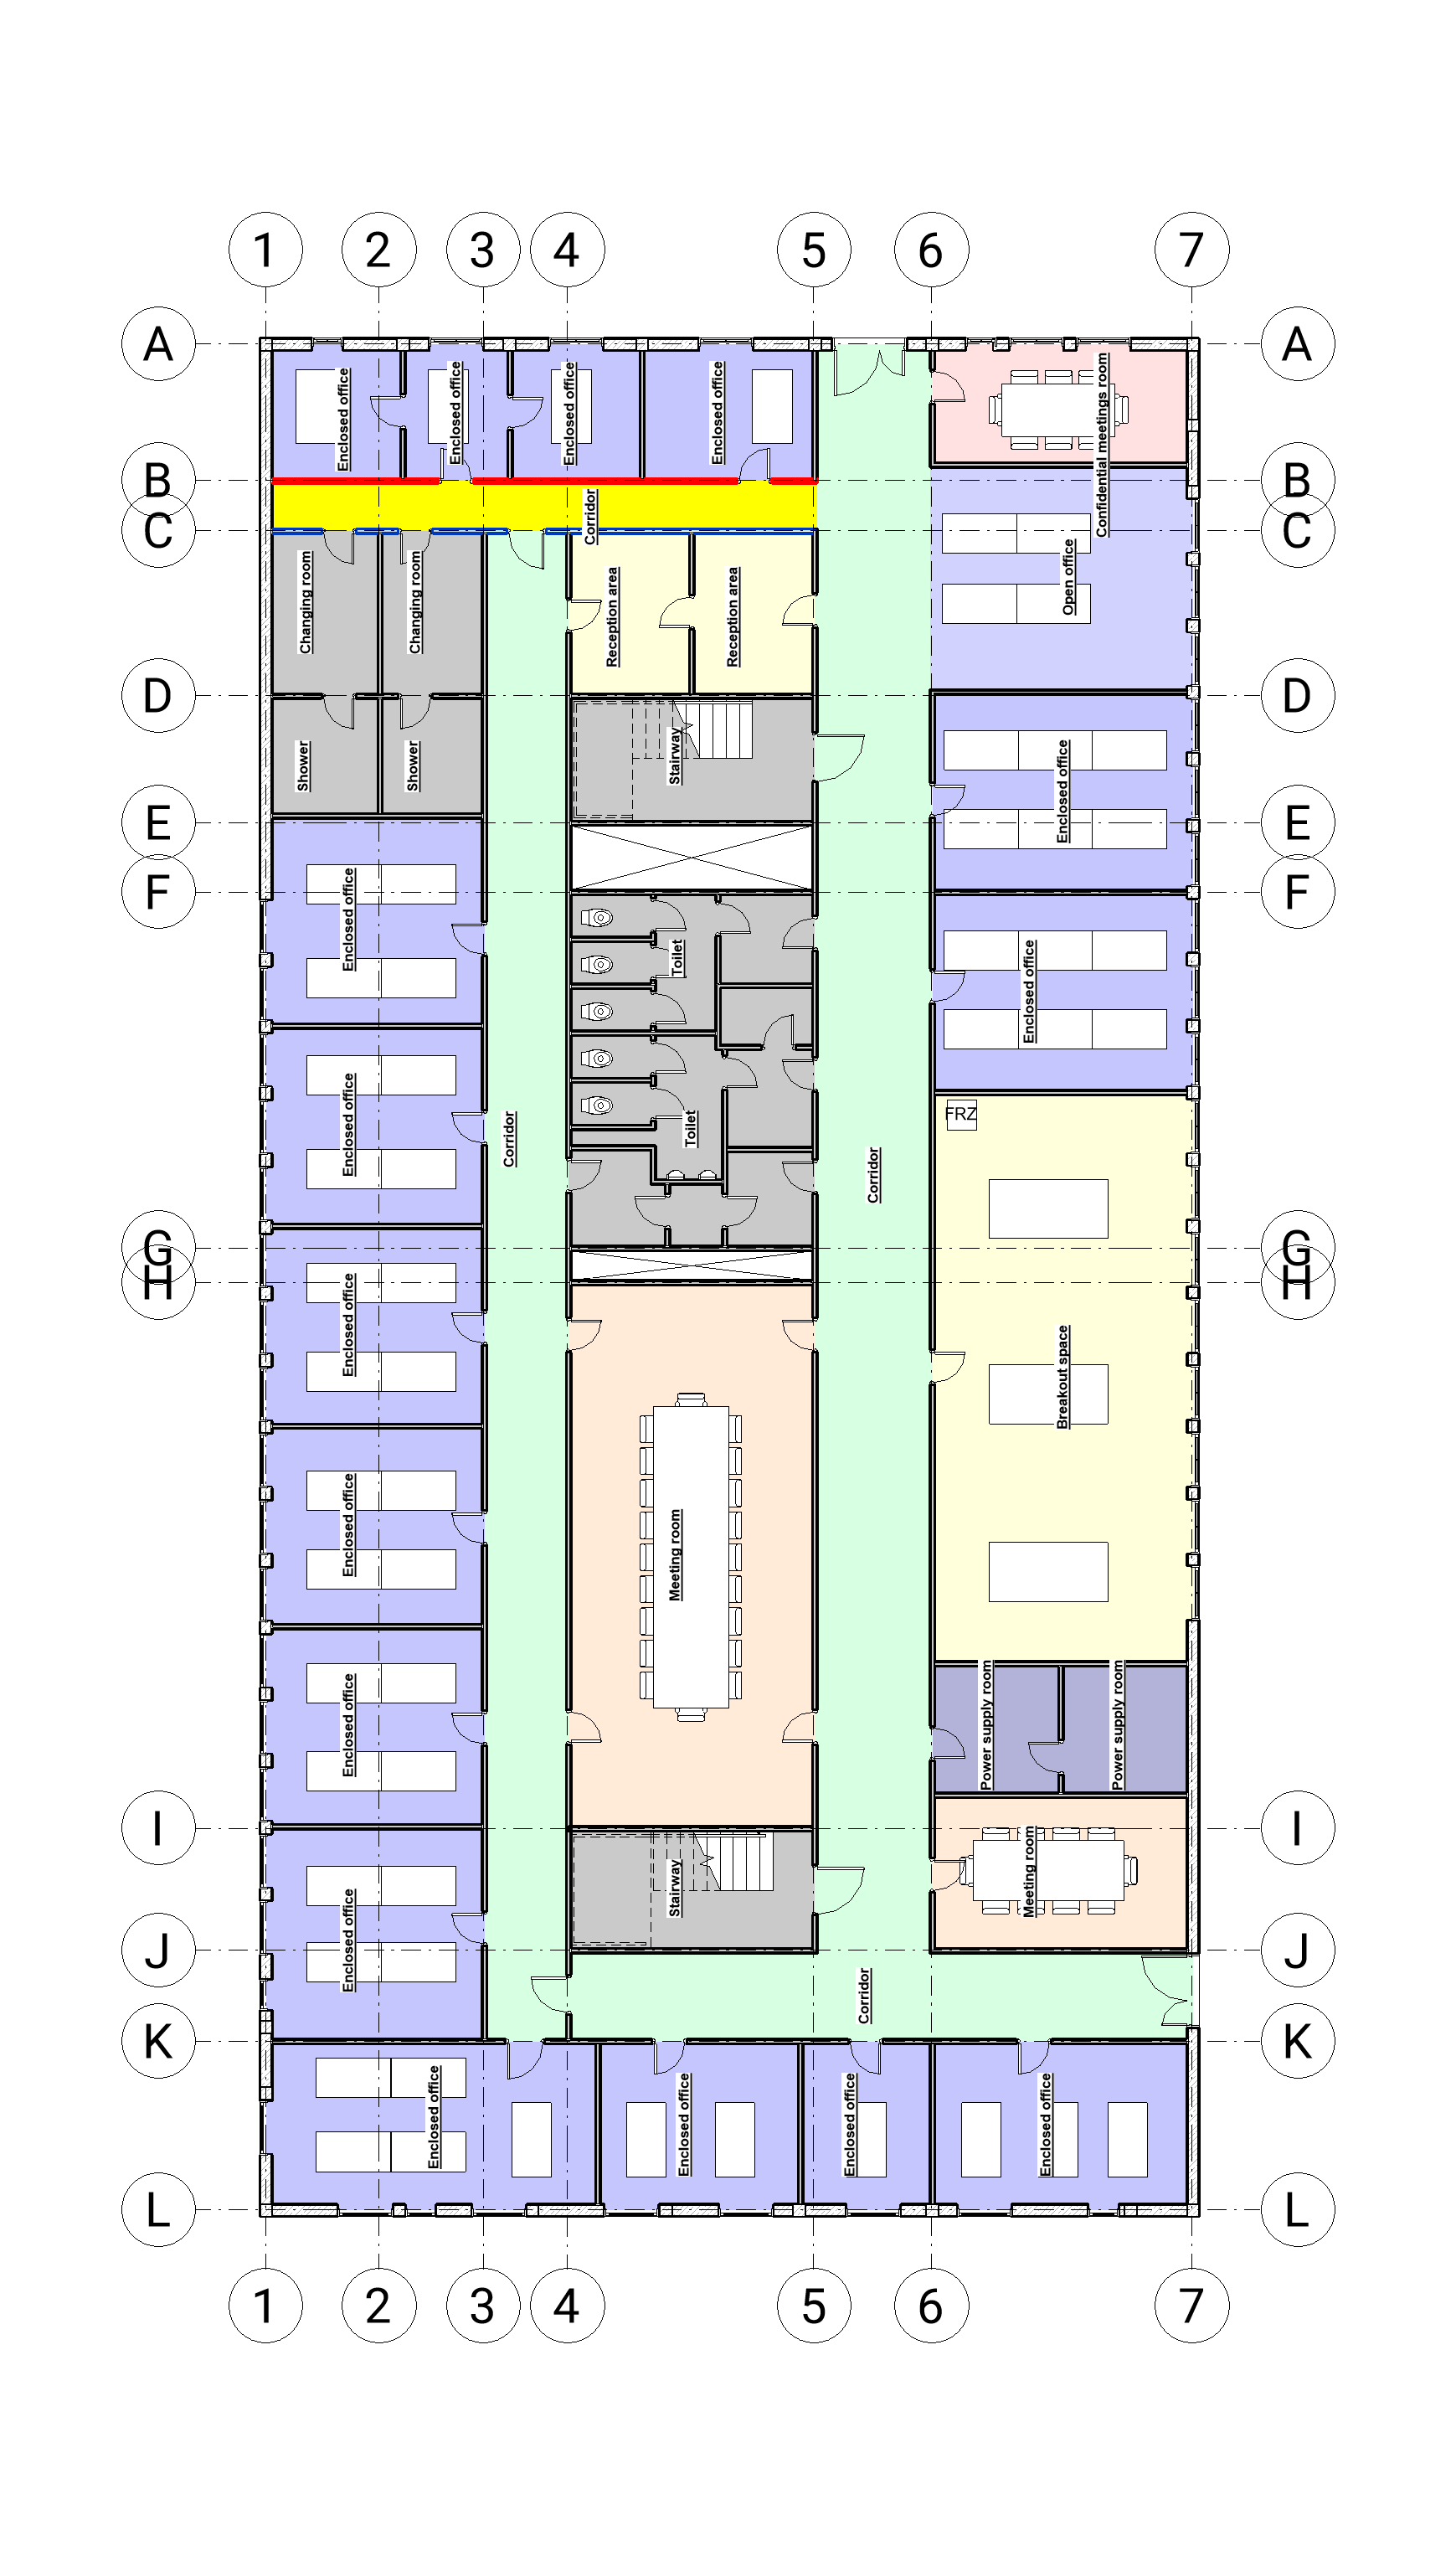 1 2 3 4 5 6 7
A A
Enclosed office Enclosed office Enclosed office Enclosed office Confidential meetings room
B B
Corridor
C C
Changing room Changing room Reception area Reception area Open office
D D
Shower Shower Stairway Enclosed office
E E
F F
Enclosed office Toilet Enclosed office
Enclosed office Corridor Toilet Corridor FRZ
G G
H H
Enclosed office Breakout space
Enclosed office Meeting room
Enclosed office Power supply room Power supply room
I I
Enclosed office Stairway Meeting room
J J
Corridor
K K
Enclosed office Enclosed office Enclosed office Enclosed office
L L
1 2 3 4 5 6 7